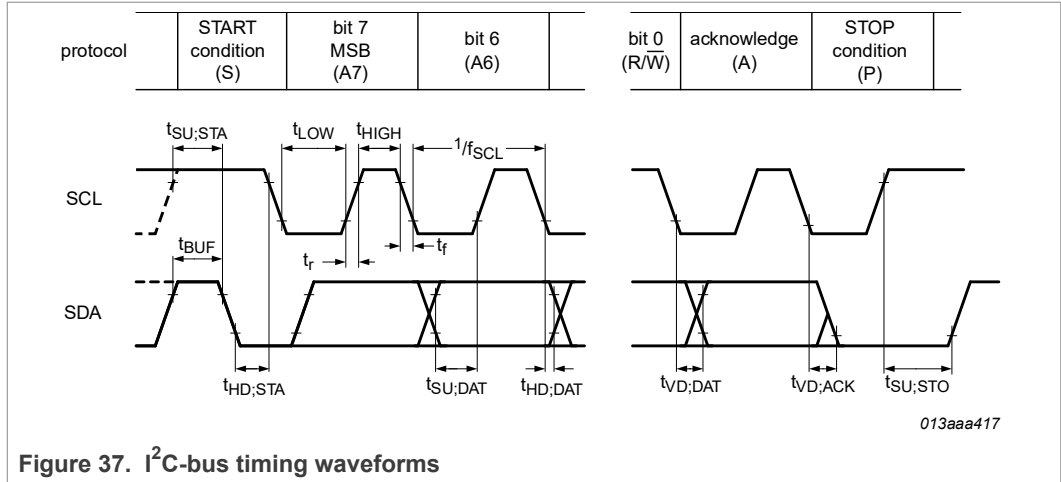 protocol
START condition (S)
bit 7 MSB (A7)
bit 6 (A6)
bit 0 (R/W̅)
acknowledge (A)
STOP condition (P)
tSU;STA
tLOW
tHIGH
1/fSCL
SCL
tBUF
tr
tf
SDA
tHD;STA
tSU;DAT
tHD;DAT
tVD;DAT
tVD;ACK
tSU;STO
013aaa417
Figure 37. I²C-bus timing waveforms